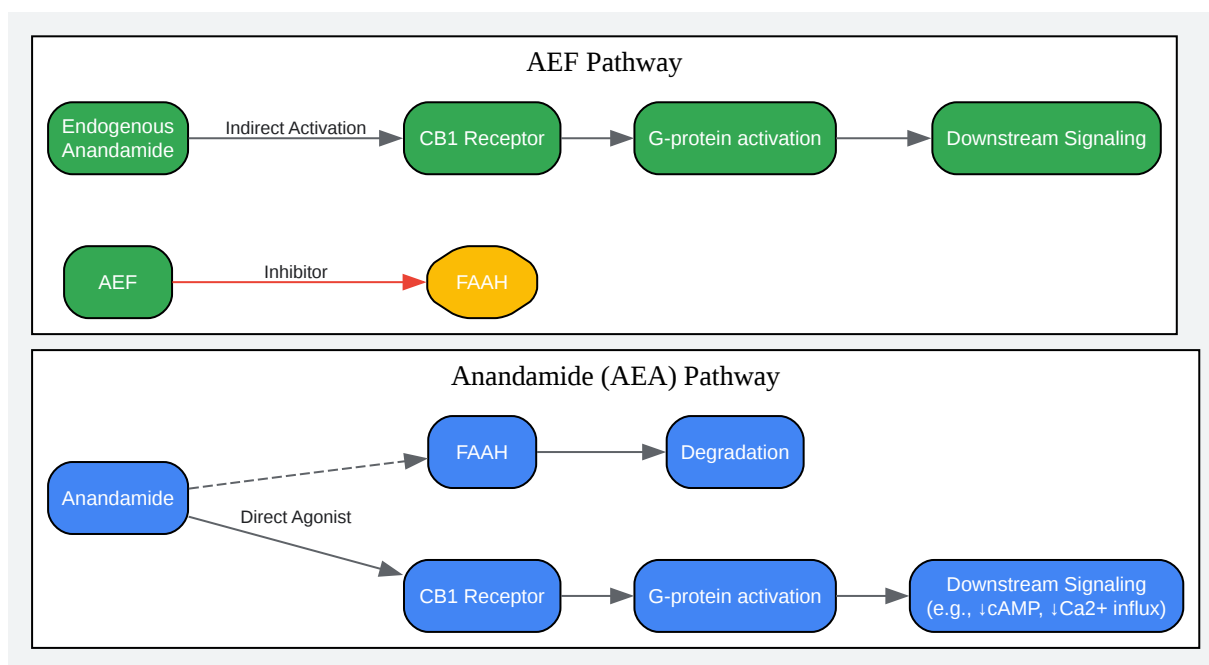 AEF Pathway
Endogenous
Anandamide
Indirect Activation
CB1 Receptor
G-protein activation
Downstream Signaling
AEF
Inhibitor
FAAH
Anandamide (AEA) Pathway
FAAH
Degradation
Anandamide
Direct Agonist
CB1 Receptor
G-protein activation
Downstream Signaling
(e.g., ↓cAMP, ↓Ca2+ influx)